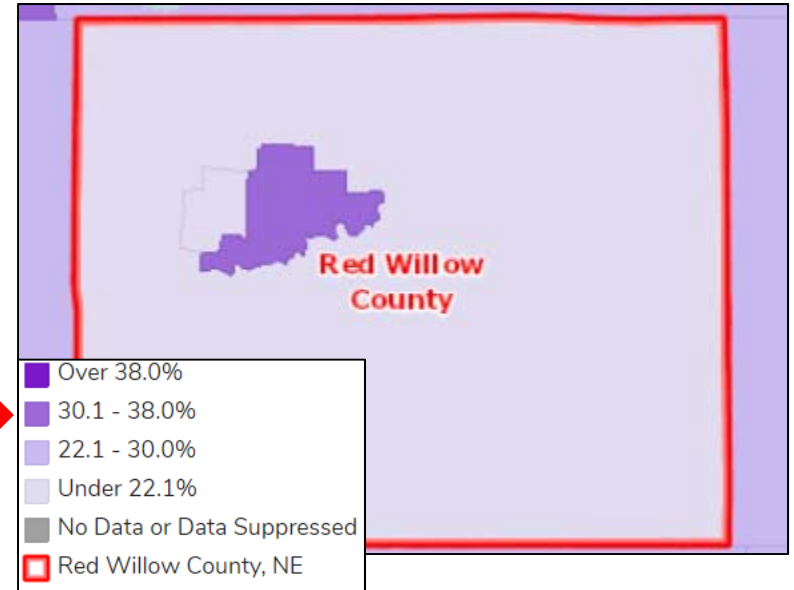 Red Willow
County
Over 38.0%
30.1 - 38.0%
22.1 - 30.0%
Under 22.1%
No Data or Data Suppressed
Red Willow County, NE